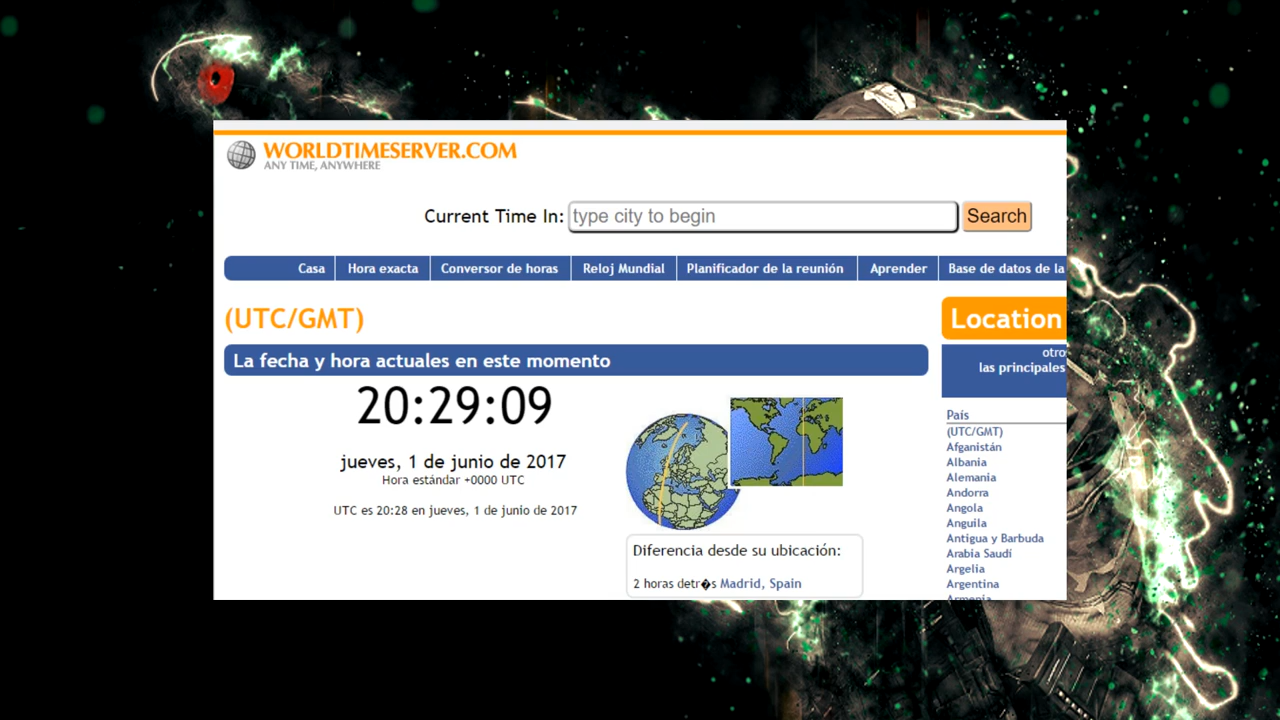 WORLDTIMESERVER.COM
ANY TIME, ANYWHERE
Current Time In: type city to begin Search
Casa Hora exacta Conversor de horas Reloj Mundial Planificador de la reunión Aprender Base de datos de la
(UTC/GMT)
Location
La fecha y hora actuales en este momento
otro
las principales
20:29:09
jueves, 1 de junio de 2017
Hora estándar +0000 UTC
UTC es 20:28 en jueves, 1 de junio de 2017
Diferencia desde su ubicación:
2 horas detr�s Madrid, Spain
País
(UTC/GMT)
Afganistán
Albania
Alemania
Andorra
Angola
Anguila
Antigua y Barbuda
Arabia Saudí
Argelia
Argentina
Armenia